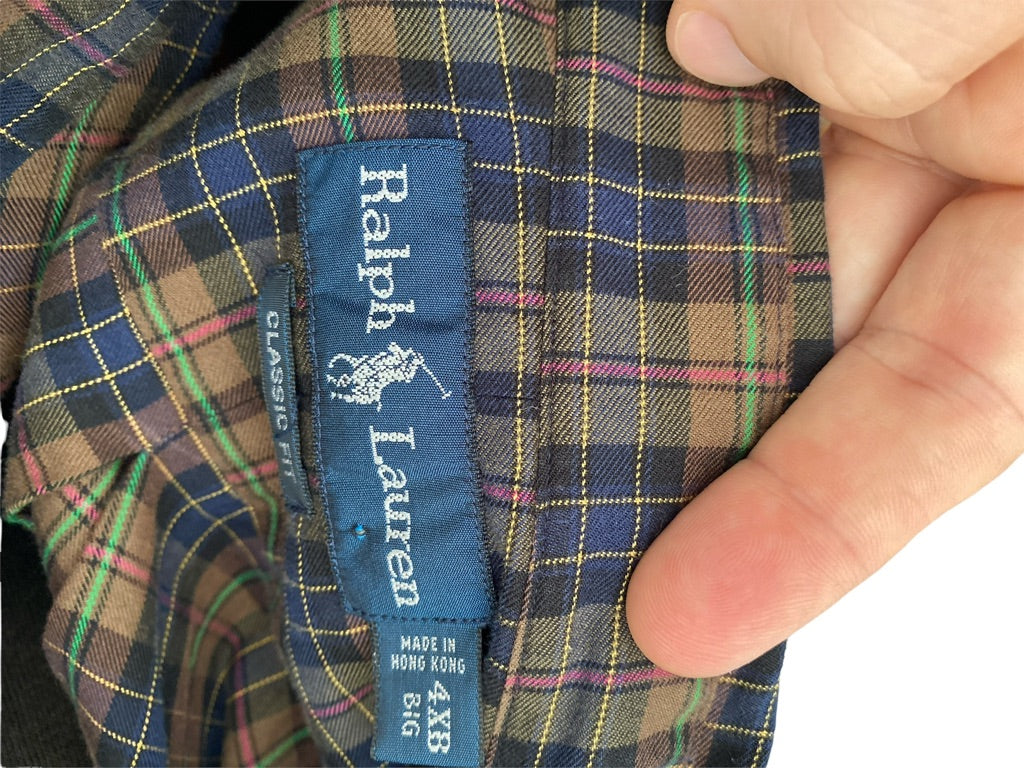 Ralph Lauren
CLASSIC FIT
MADE IN
HONG KONG
4XB
BIG